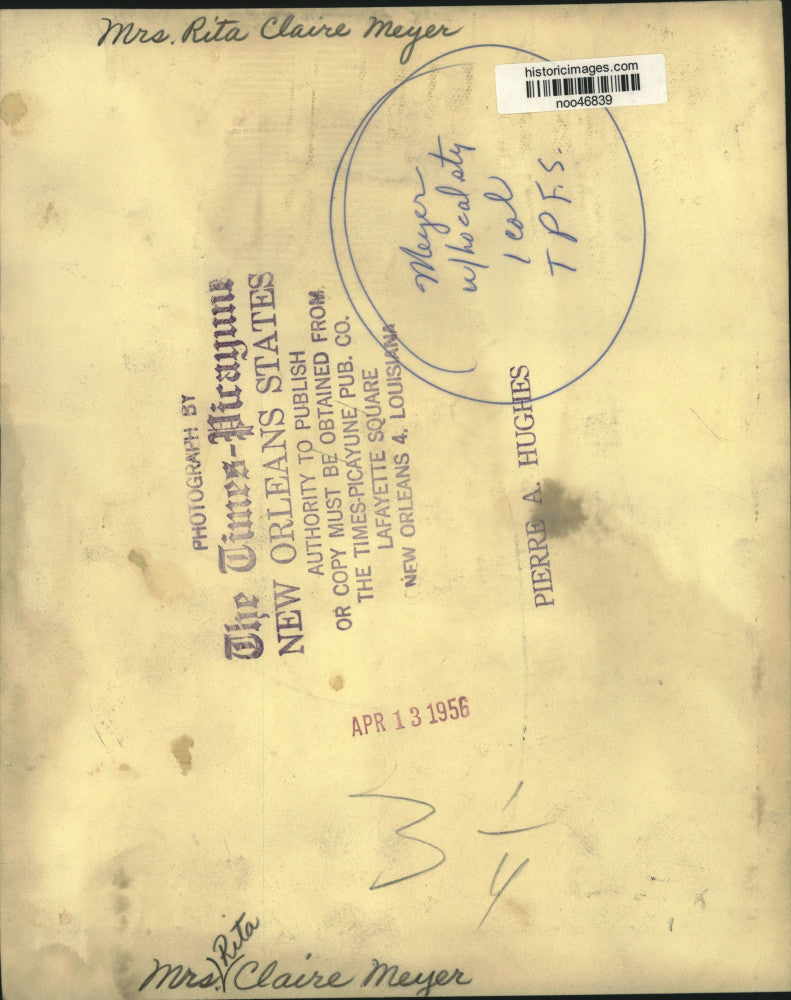 Mrs. Rita Claire Meyer
historicimages.com
noo46839
Meyer
w/local sty
1 col
T P F. S.
PHOTOGRAPH BY
The Times-Picayune
NEW ORLEANS STATES
AUTHORITY TO PUBLISH
OR COPY MUST BE OBTAINED FROM
THE TIMES-PICAYUNE PUB. CO.
LAFAYETTE SQUARE
NEW ORLEANS 4, LOUISIANA
PIERRE A. HUGHES
APR 13 1956
3 1/4
Mrs. Rita Claire Meyer